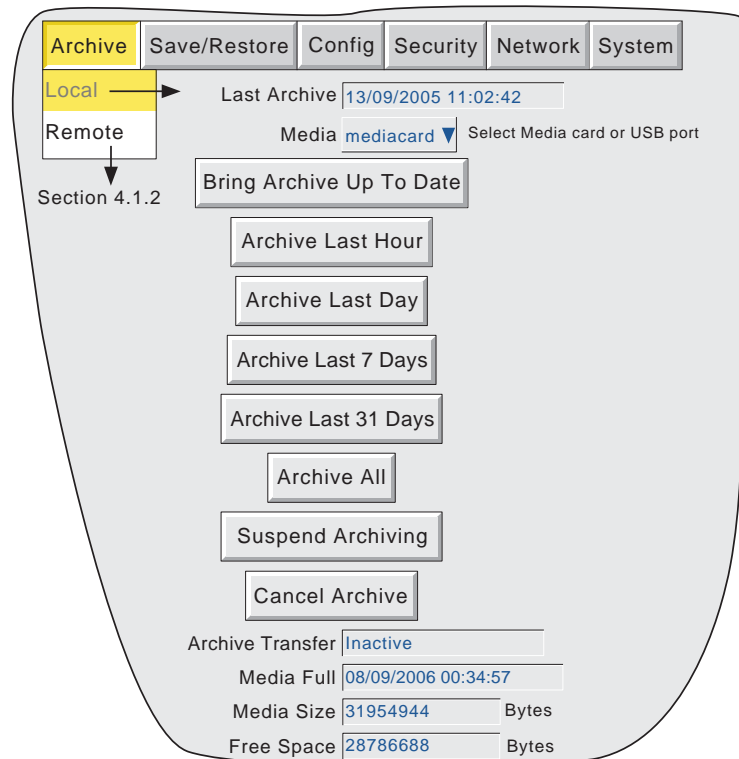 Archive Save/Restore Config Security Network System
Local
Last Archive 13/09/2005 11:02:42
Remote
Media mediacard Select Media card or USB port
Section 4.1.2
Bring Archive Up To Date
Archive Last Hour
Archive Last Day
Archive Last 7 Days
Archive Last 31 Days
Archive All
Suspend Archiving
Cancel Archive
Archive Transfer Inactive
Media Full 08/09/2006 00:34:57
Media Size 31954944 Bytes
Free Space 28786688 Bytes